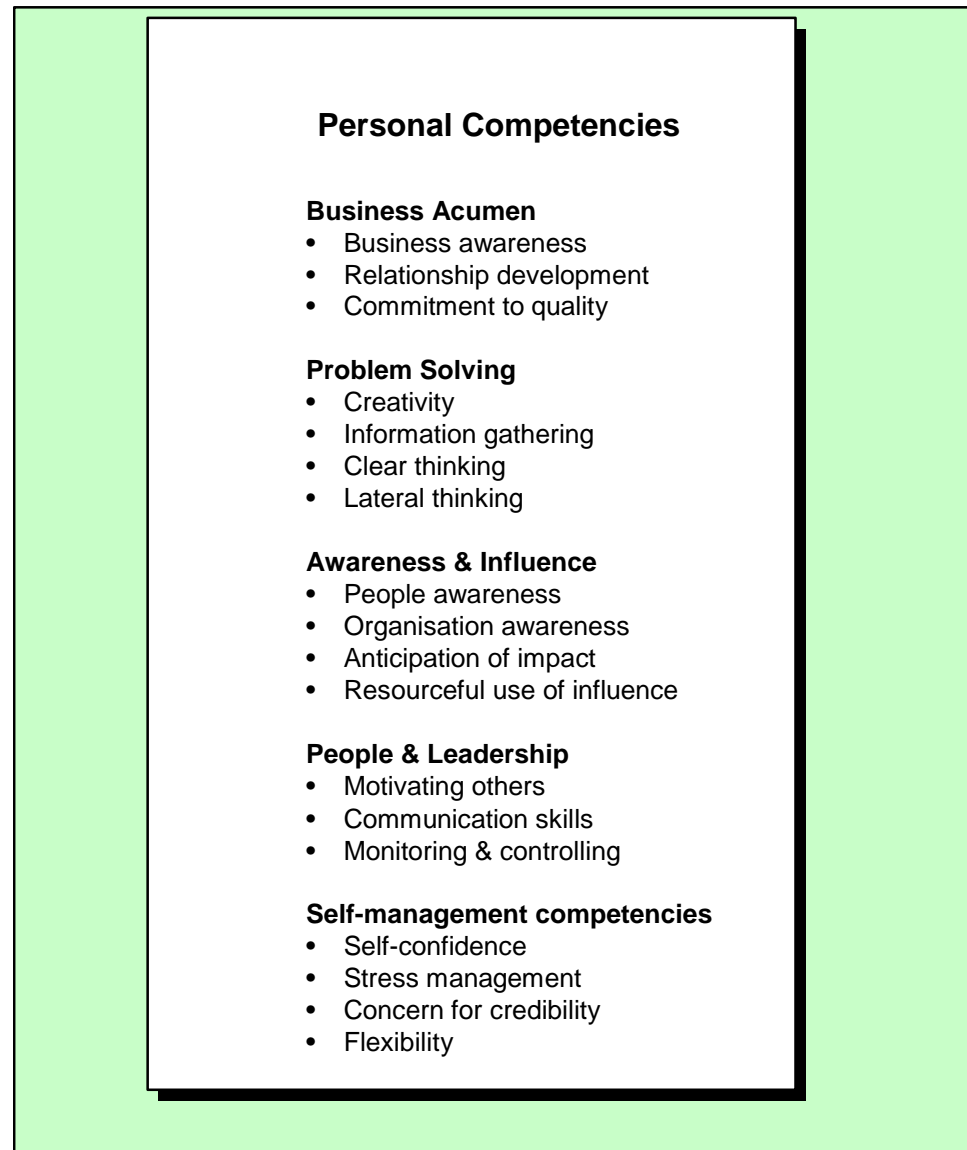 Personal Competencies
Business Acumen
• Business awareness
• Relationship development
• Commitment to quality
Problem Solving
• Creativity
• Information gathering
• Clear thinking
• Lateral thinking
Awareness & Influence
• People awareness
• Organisation awareness
• Anticipation of impact
• Resourceful use of influence
People & Leadership
• Motivating others
• Communication skills
• Monitoring & controlling
Self-management competencies
• Self-confidence
• Stress management
• Concern for credibility
• Flexibility